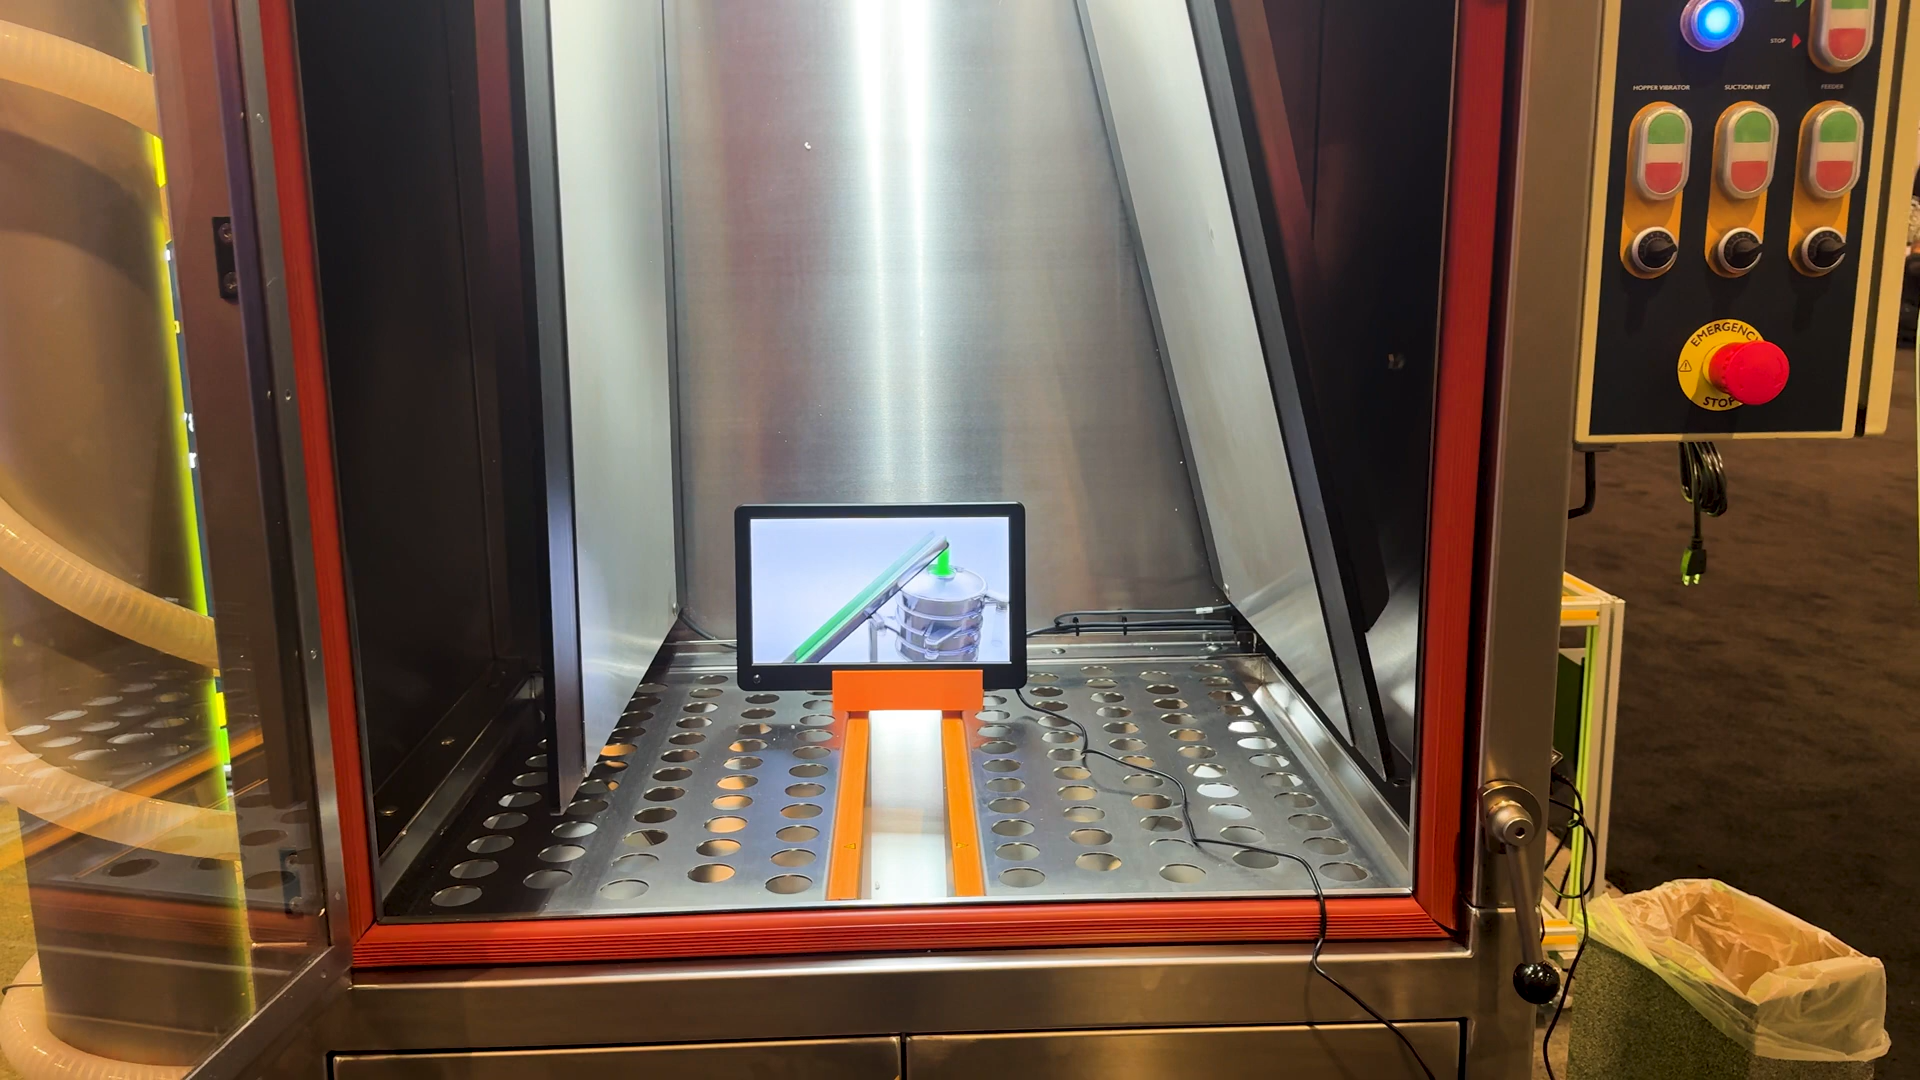 STOP
HOPPER VIBRATOR
SUCTION UNIT
FEEDER
EMERGENCY
STOP